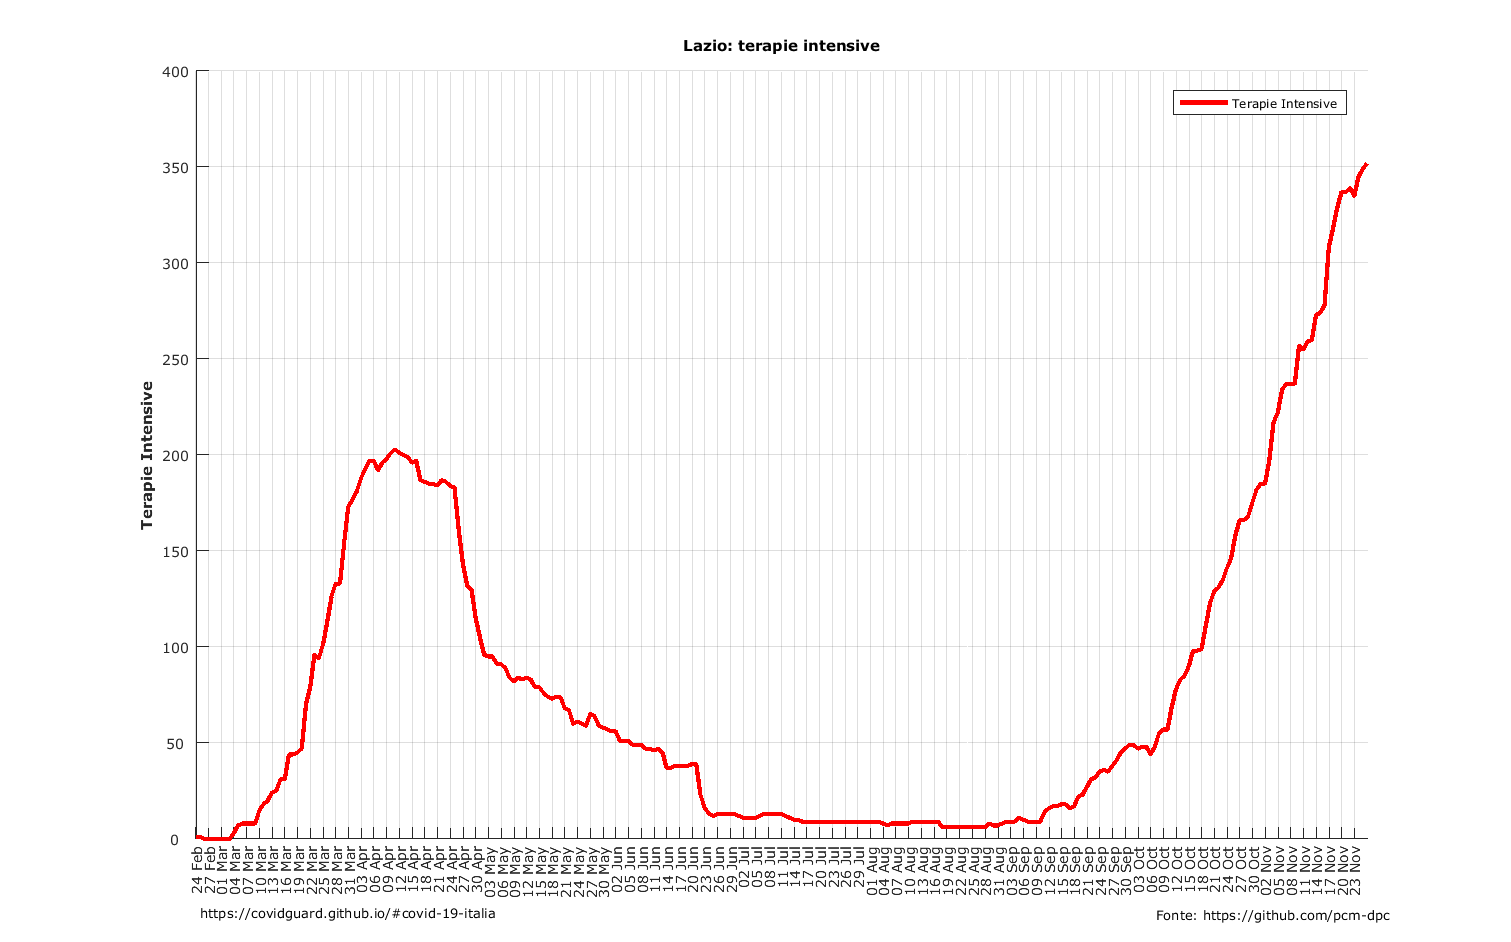 Lazio: terapie intensive
400
350
300
250
200
150
100
50
0
Terapie Intensive
Terapie Intensive
24 Feb
27 Feb
01 Mar
04 Mar
07 Mar
10 Mar
13 Mar
16 Mar
19 Mar
22 Mar
25 Mar
28 Mar
31 Mar
03 Apr
06 Apr
09 Apr
12 Apr
15 Apr
18 Apr
21 Apr
24 Apr
27 Apr
30 Apr
03 May
06 May
09 May
12 May
15 May
18 May
21 May
24 May
27 May
30 May
02 Jun
05 Jun
08 Jun
11 Jun
14 Jun
17 Jun
20 Jun
23 Jun
26 Jun
29 Jun
02 Jul
05 Jul
08 Jul
11 Jul
14 Jul
17 Jul
20 Jul
23 Jul
26 Jul
29 Jul
01 Aug
04 Aug
07 Aug
10 Aug
13 Aug
16 Aug
19 Aug
22 Aug
25 Aug
28 Aug
31 Aug
03 Sep
06 Sep
09 Sep
12 Sep
15 Sep
18 Sep
21 Sep
24 Sep
27 Sep
30 Sep
03 Oct
06 Oct
09 Oct
12 Oct
15 Oct
18 Oct
21 Oct
24 Oct
27 Oct
30 Oct
02 Nov
05 Nov
08 Nov
11 Nov
14 Nov
17 Nov
20 Nov
23 Nov
https://covidguard.github.io/#covid-19-italia
Fonte: https://github.com/pcm-dpc